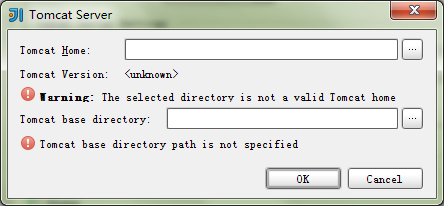 Tomcat Server
Tomcat Home:
Tomcat Version: <unknown>
Warning: The selected directory is not a valid Tomcat home
Tomcat base directory:
Tomcat base directory path is not specified
OK Cancel